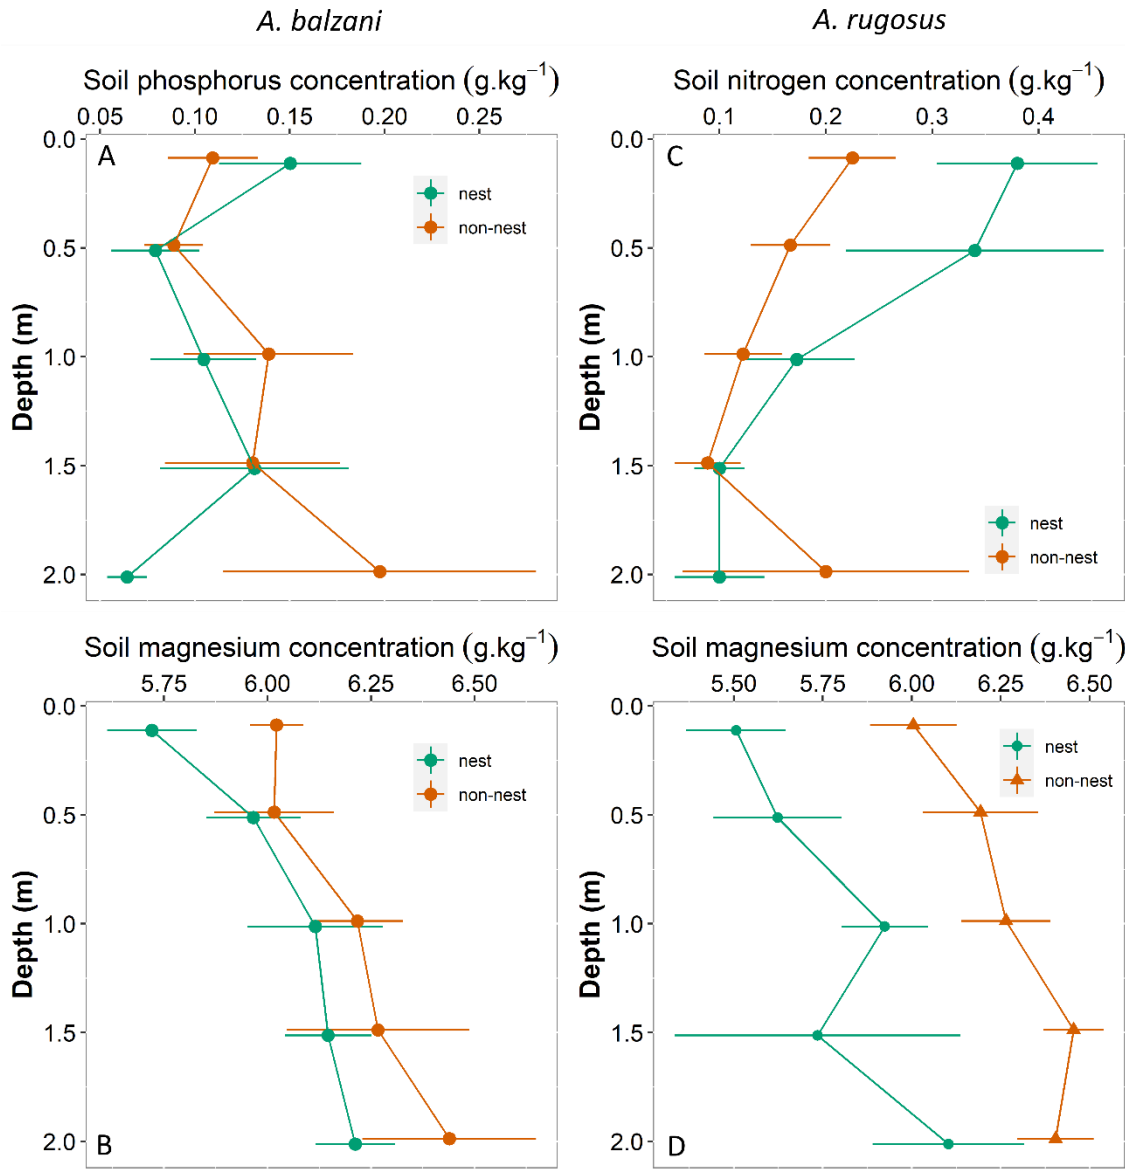 A. balzani
A. rugosus
Soil phosphorus concentration (g.kg⁻¹)
0.05 0.10 0.15 0.20 0.25
0.0
0.5
1.0
1.5
2.0
Depth (m)
A
nest
non-nest
Soil nitrogen concentration (g.kg⁻¹)
0.1 0.2 0.3 0.4
0.0
0.5
1.0
1.5
2.0
Depth (m)
C
nest
non-nest
Soil magnesium concentration (g.kg⁻¹)
5.75 6.00 6.25 6.50
0.0
0.5
1.0
1.5
2.0
Depth (m)
nest
non-nest
B
Soil magnesium concentration (g.kg⁻¹)
5.50 5.75 6.00 6.25 6.50
0.0
0.5
1.0
1.5
2.0
Depth (m)
nest
non-nest
D